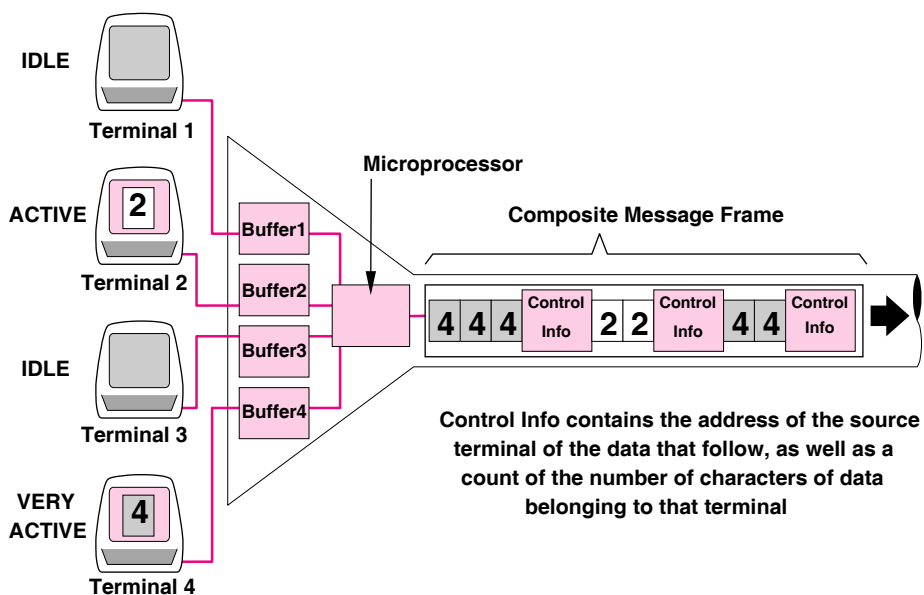 IDLE
Terminal 1
Microprocessor
ACTIVE
2
Buffer1
Composite Message Frame
Terminal 2
Buffer2
4 4 4 Control Info 2 2 Control Info 4 4 Control Info
IDLE
Buffer3
Terminal 3
Buffer4
Control Info contains the address of the source
terminal of the data that follow, as well as a
count of the number of characters of data
belonging to that terminal
VERY
ACTIVE
4
Terminal 4